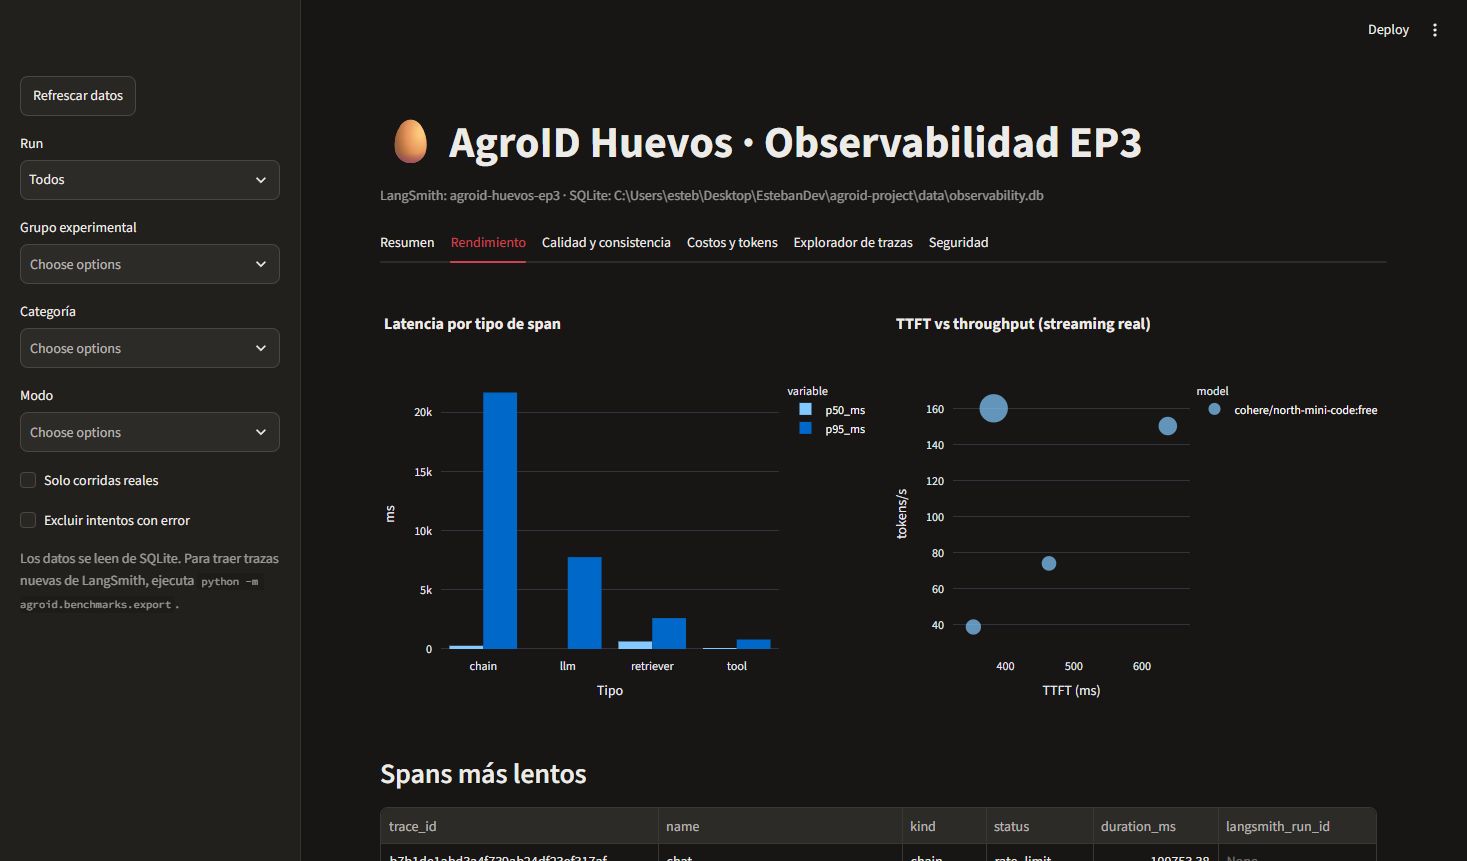 Deploy
Refrescar datos
Run
Todos
Grupo experimental
Choose options
Categoría
Choose options
Modo
Choose options
Solo corridas reales
Excluir intentos con error
Los datos se leen de SQLite. Para traer trazas
nuevas de LangSmith, ejecuta python -m
agroid.benchmarks.export .
AgroID Huevos · Observabilidad EP3
LangSmith: agroid-huevos-ep3 · SQLite: C:\Users\esteb\Desktop\EstebanDev\agroid-project\data\observability.db
Resumen Rendimiento Calidad y consistencia Costos y tokens Explorador de trazas Seguridad
Latencia por tipo de span
variable
p50_ms
p95_ms
20k
15k
10k
5k
0
ms
chain llm retriever tool
Tipo
TTFT vs throughput (streaming real)
model
cohere/north-mini-code:free
160
140
120
100
80
60
40
tokens/s
400 500 600
TTFT (ms)
Spans más lentos
trace_id name kind status duration_ms langsmith_run_id
chat chain rate_limit None